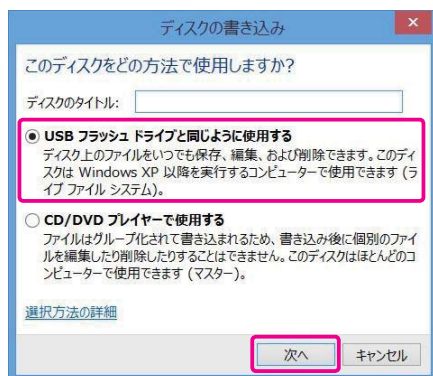 ディスクの書き込み
このディスクをどの方法で使用しますか?
ディスクのタイトル:
USB フラッシュ ドライブと同じように使用する
ディスク上のファイルをいつでも保存、編集、および削除できます。このディ
スクは Windows XP 以降を実行するコンピューターで使用できます (ラ
イブ ファイル システム)。
CD/DVD プレイヤーで使用する
ファイルはグループ化されて書き込まれるため、書き込み後に個別のファイ
ルを編集したり削除したりすることはできません。このディスクはほとんどのコ
ンピューターで使用できます (マスター)。
選択方法の詳細
次へ
キャンセル